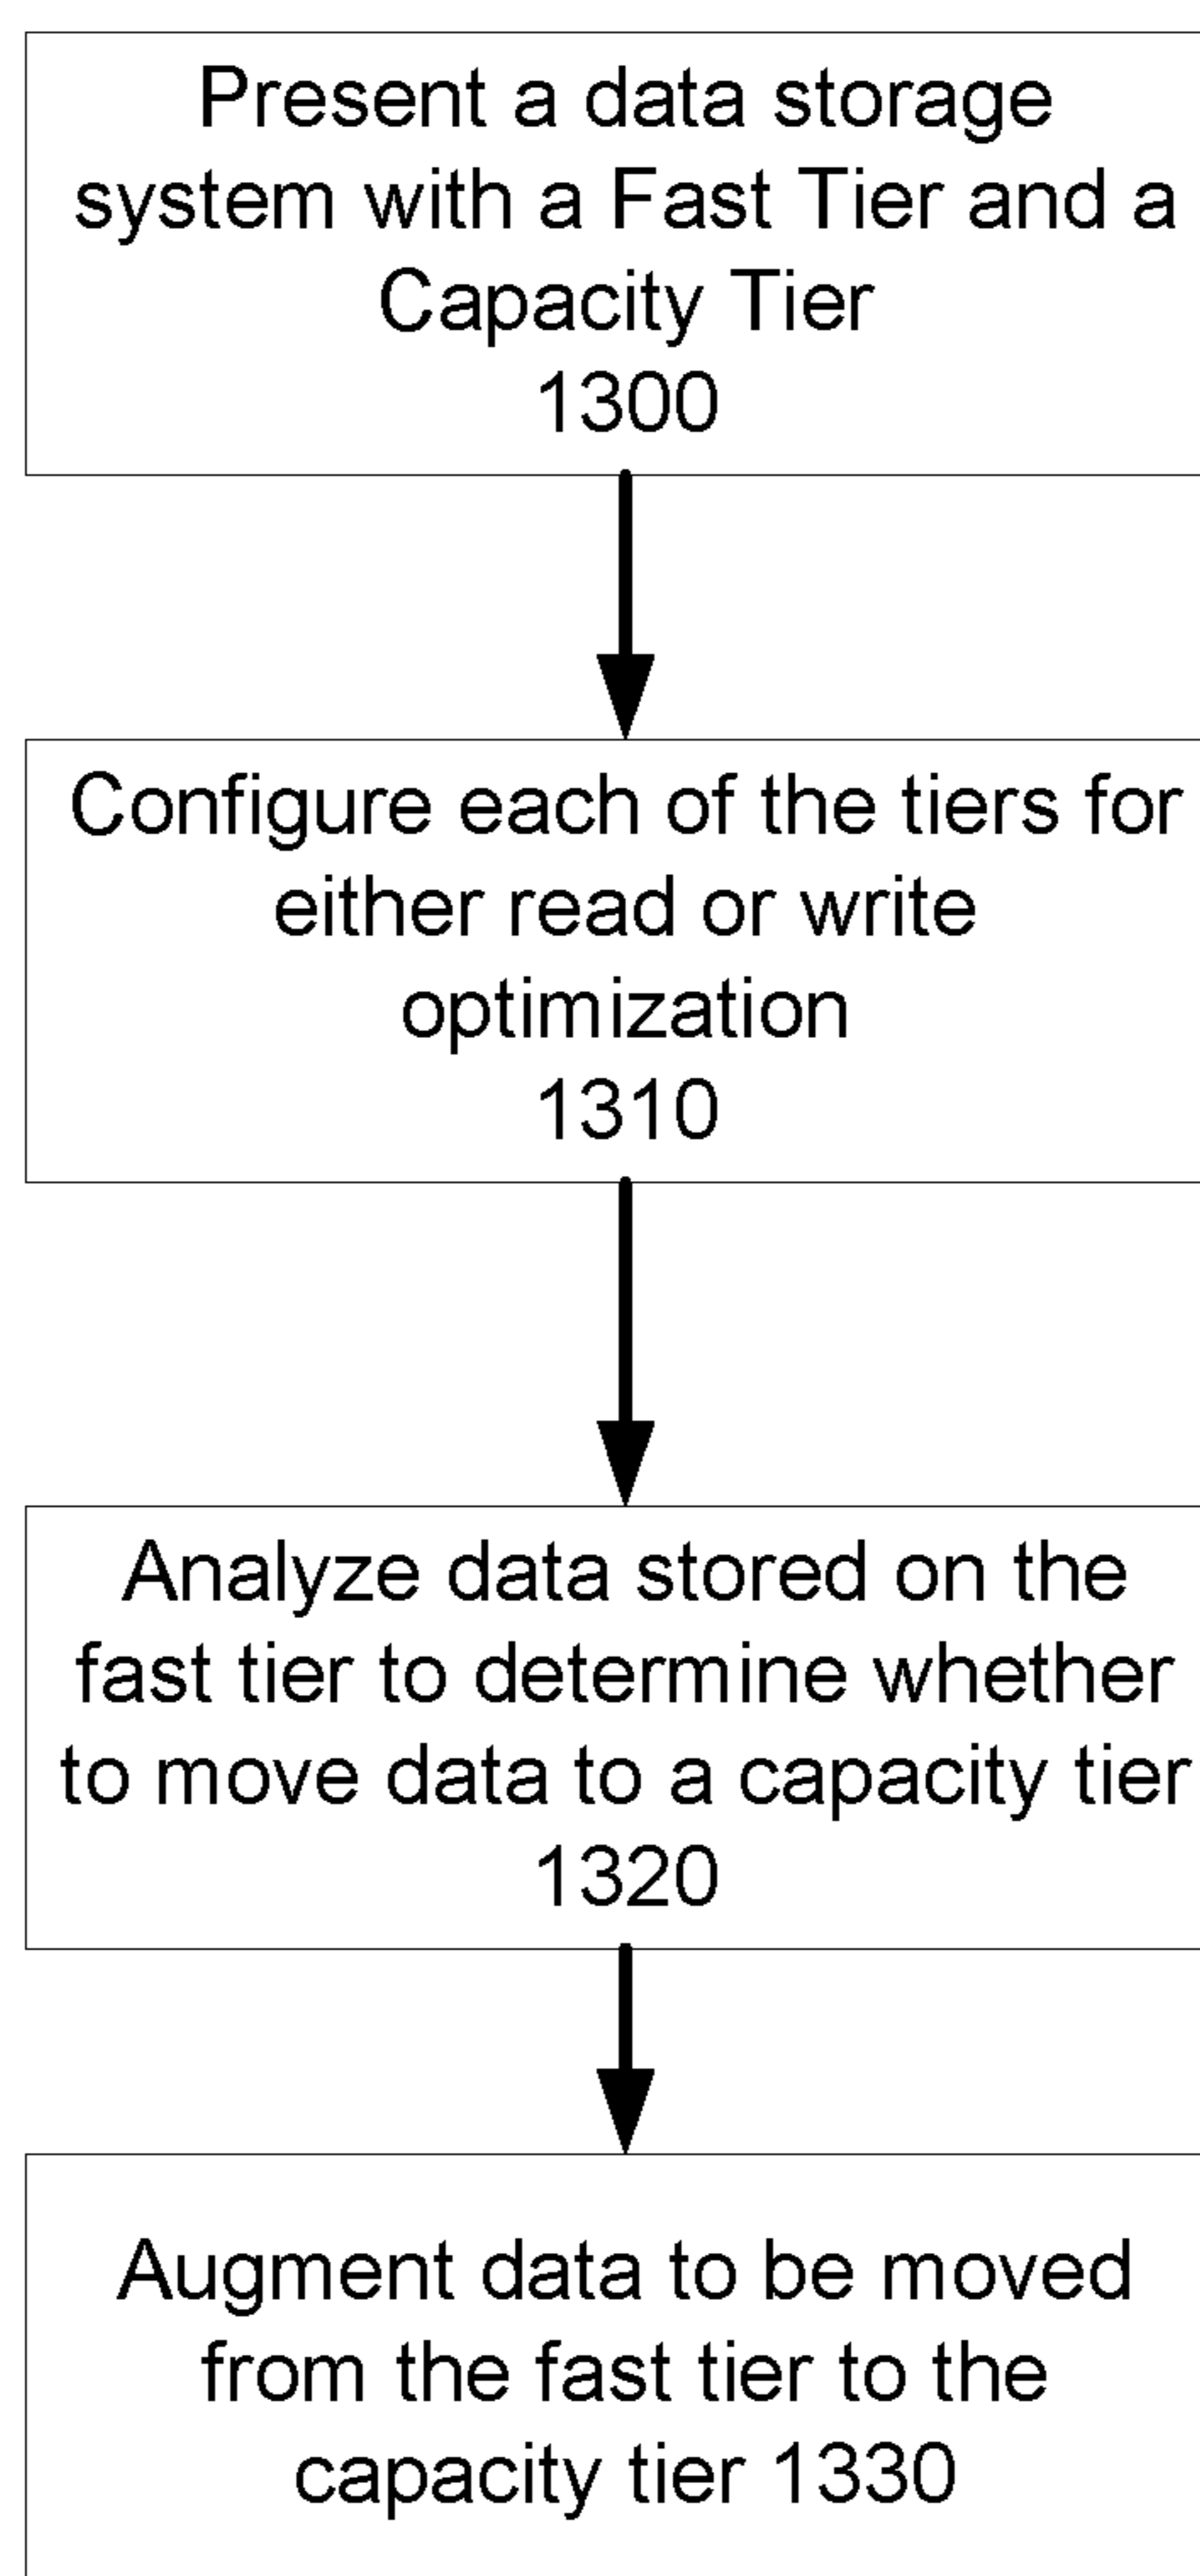 Present a data storage
system with a Fast Tier and a
Capacity Tier
1300
Configure each of the tiers for
either read or write
optimization
1310
Analyze data stored on the
fast tier to determine whether
to move data to a capacity tier
1320
Augment data to be moved
from the fast tier to the
capacity tier 1330